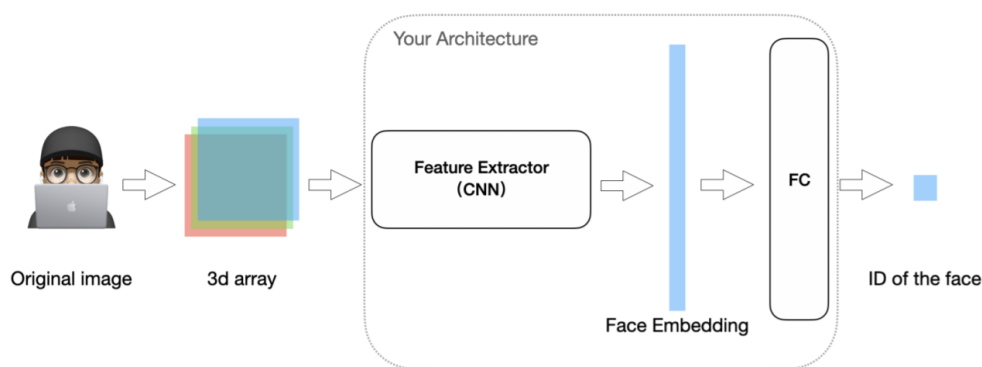 Your Architecture
Feature Extractor
(CNN)
FC
Original image
3d array
Face Embedding
ID of the face